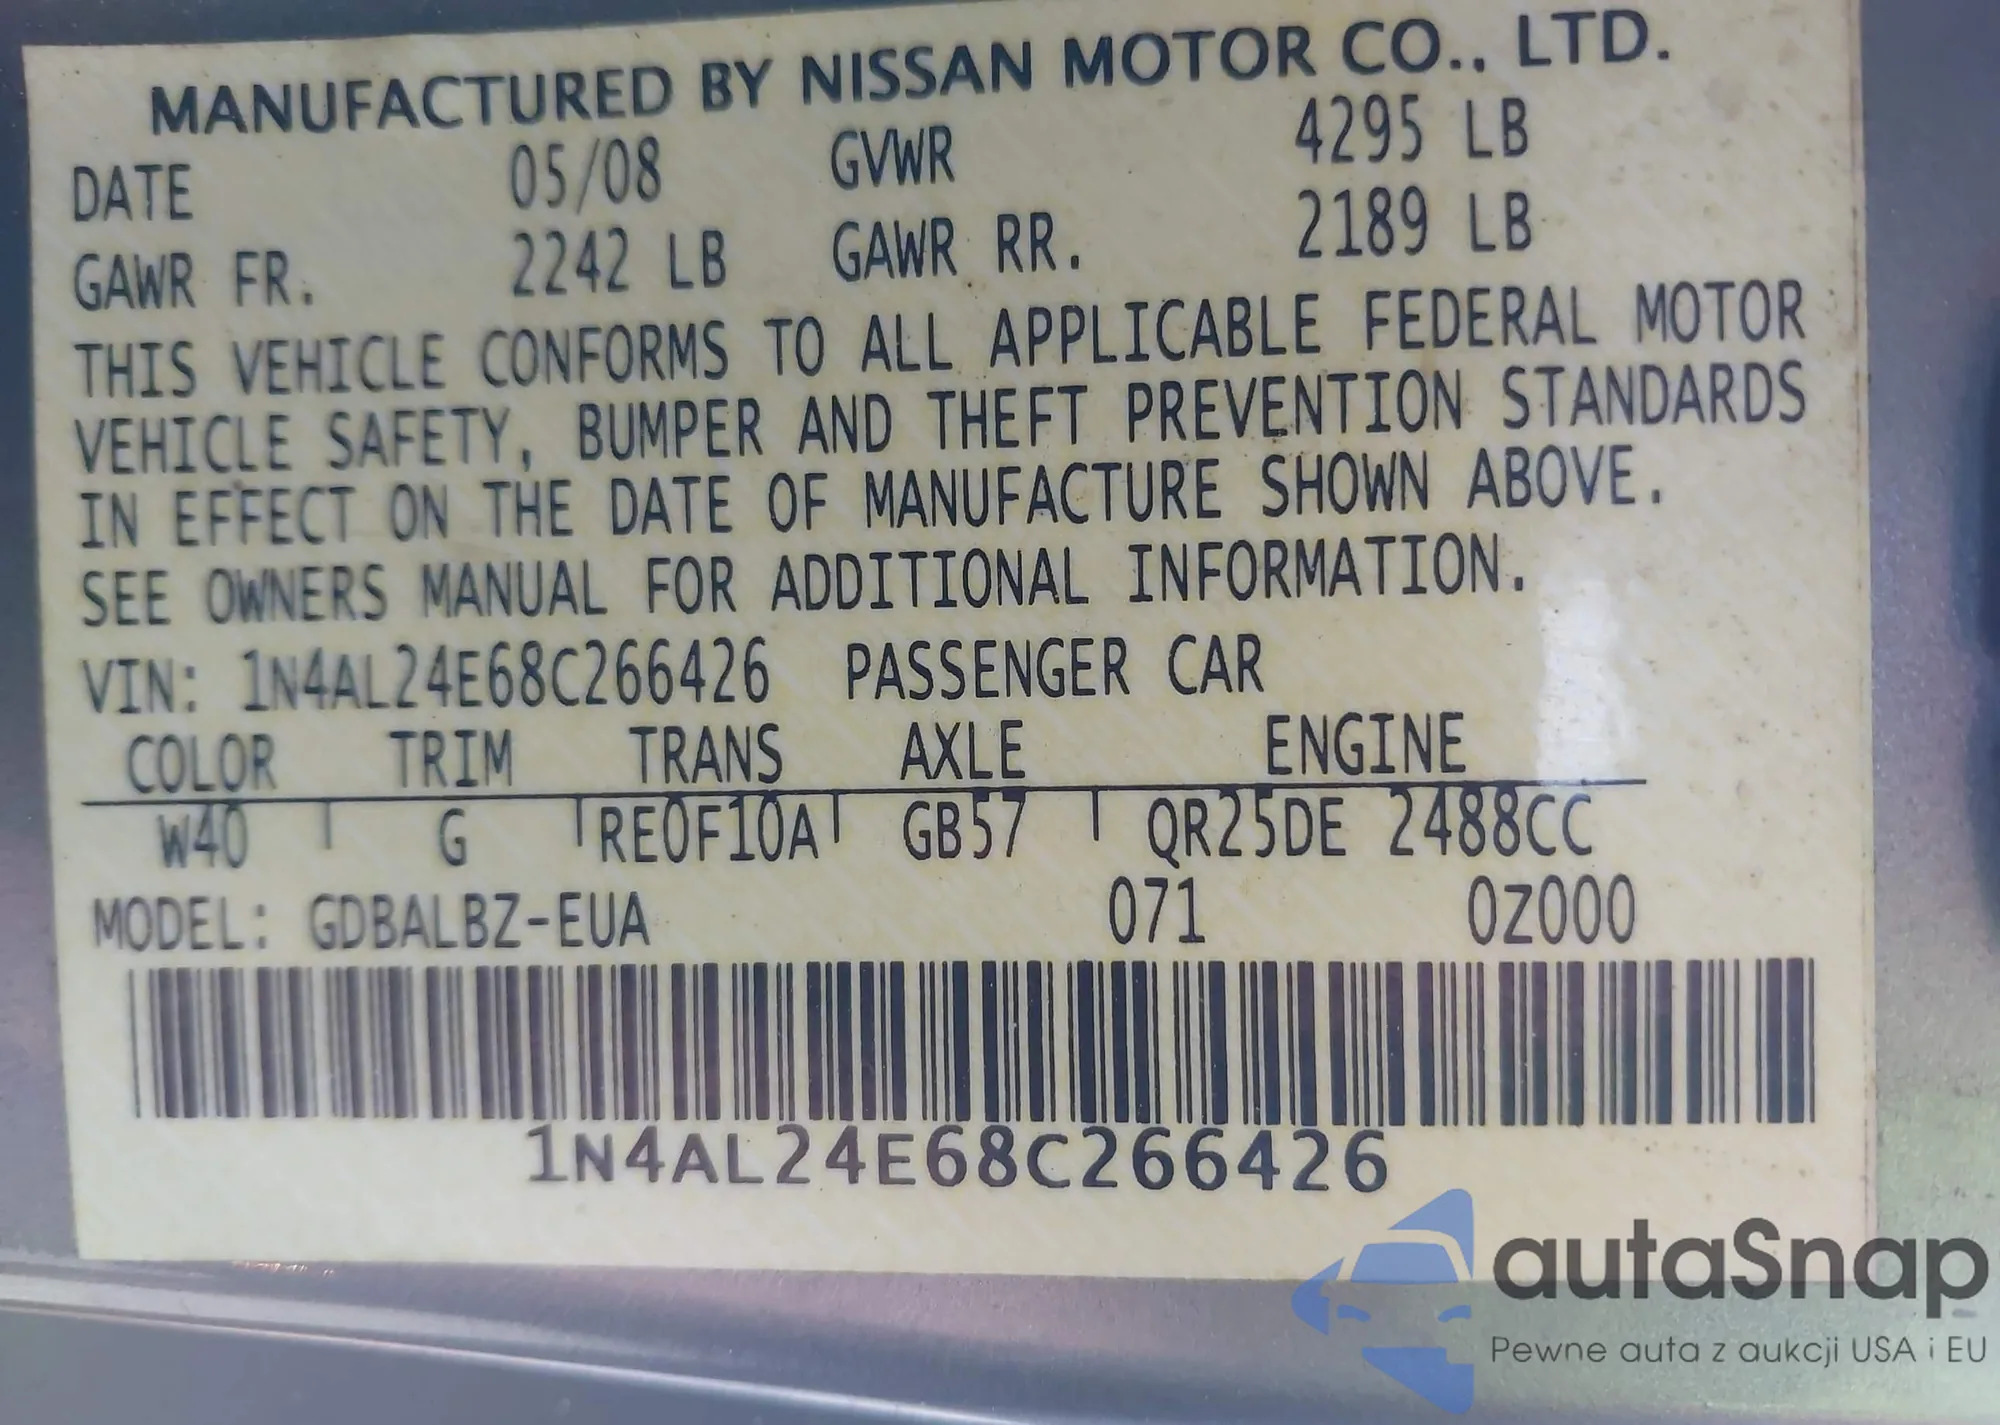 MANUFACTURED BY NISSAN MOTOR CO.. LTD.
DATE 05/08 GVWR 4295 LB
GAWR FR. 2242 LB GAWR RR. 2189 LB
THIS VEHICLE CONFORMS TO ALL APPLICABLE FEDERAL MOTOR
VEHICLE SAFETY, BUMPER AND THEFT PREVENTION STANDARDS
IN EFFECT ON THE DATE OF MANUFACTURE SHOWN ABOVE.
SEE OWNERS MANUAL FOR ADDITIONAL INFORMATION.
VIN: 1N4AL24E68C266426 PASSENGER CAR
COLOR TRIM TRANS AXLE ENGINE
W40 G RE0F10A GB57 QR25DE 2488CC
MODEL: GDBALBZ-EUA 071 0Z000
1N4AL24E68C266426
autaSnap
Pewne auta z aukcji USA i EU